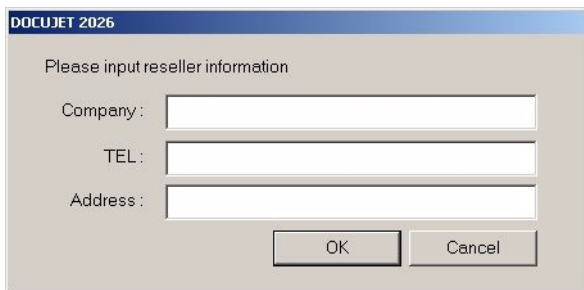 DOCUJET 2026
Please input reseller information
Company :
TEL :
Address :
OK Cancel